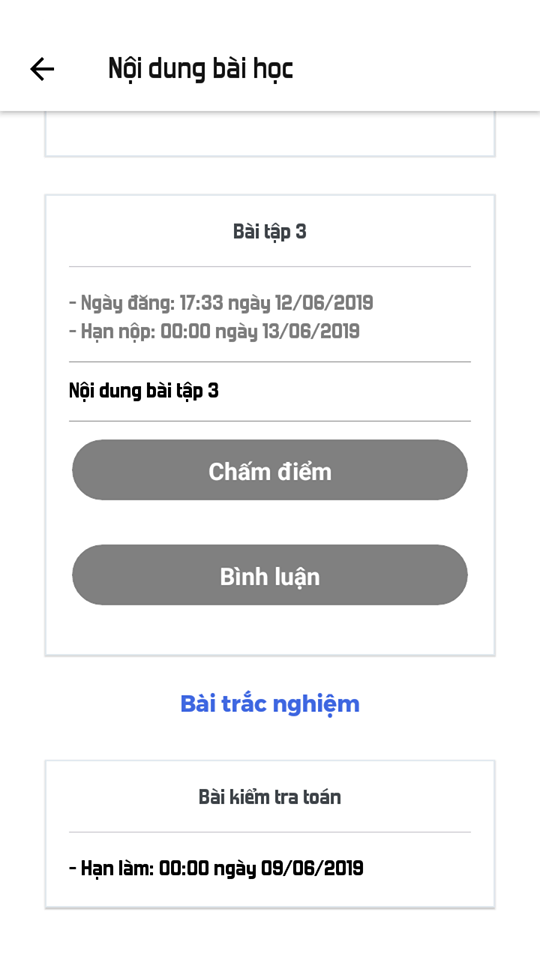 Nội dung bài học
Bài tập 3
- Ngày đăng: 17:33 ngày 12/06/2019
- Hạn nộp: 00:00 ngày 13/06/2019
Nội dung bài tập 3
Chấm điểm
Bình luận
Bài trắc nghiệm
Bài kiểm tra toán
- Hạn làm: 00:00 ngày 09/06/2019